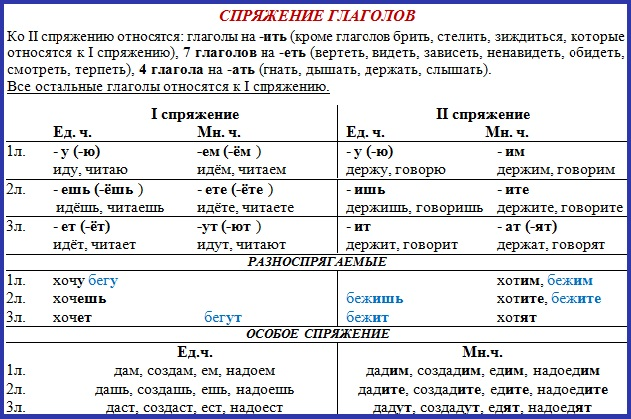 СПРЯЖЕНИЕ ГЛАГОЛОВ
Ко II спряжению относятся: глаголы на -ить (кроме глагслов брить, стелить, зиждиться, которые
относятся к I спряжению), 7 глаголов на -еть (вертеть, видеть, зависеть, ненавидеть, обидеть,
смотреть, терпеть), 4 глагола на -ать (гнать, дышать, держать, слышать).
Все остальные глаголы относятся к I спряжению.
I спряжение II спряжение
Ед. ч. Мн. ч. Ед. ч. Мн. ч.
1л. - у (-ю) -ем (-ём ) - у (-ю) - им
иду, читаю идём, читаем держу, говорю держим, говорим
2л. - ешь (-ёшь ) - ете (-ёте ) - ишь - ите
идёшь, читаешь идёте, читаете держишь, говоришь держите, говорите
3л. - ет (-ёт) -ут (-ют ) - ит - ат (-ят)
идёт, читает идут, читают держит, говорит держат, говорят
РАЗНОСПРЯГАЕМЫЕ
1л. хочу бегу хотим, бежим
2л. хочешь бежишь хотите, бежите
3л. хочет бегут бежит хотят
ОСОБОЕ СПРЯЖЕНИЕ
Ед.ч. Мн.ч.
1л. дам, создам, ем, надоем дадим, создадим, едим, надоедим
2л. дашь, создашь, ешь, надоешь дадите, создадите, едите, надоедите
3л. даст, создаст, ест, надоест дадут, создадут, едят, надоедят